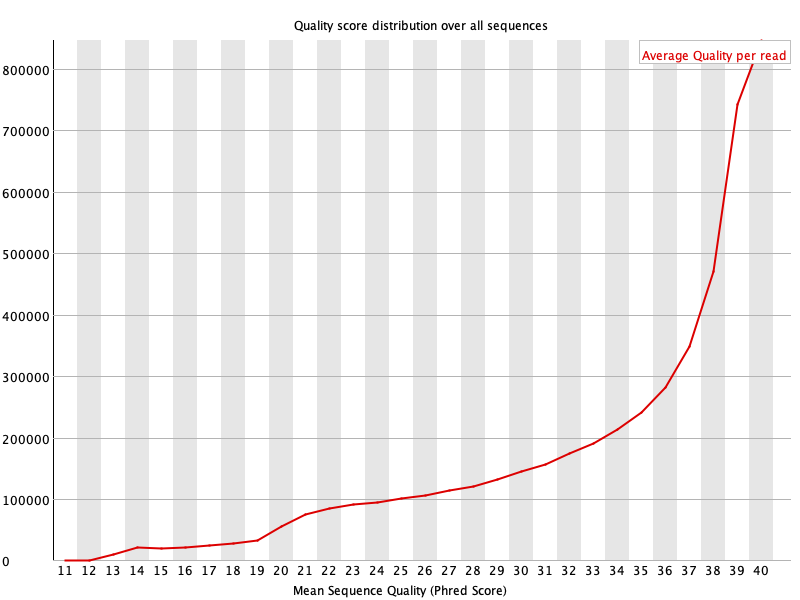 Quality score distribution over all sequences
Average Quality per read
800000
700000
600000
500000
400000
300000
200000
100000
0
11 12 13 14 15 16 17 18 19 20 21 22 23 24 25 26 27 28 29 30 31 32 33 34 35 36 37 38 39 40
Mean Sequence Quality (Phred Score)